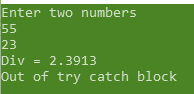 Enter two numbers
55
23
Div = 2.3913
Out of try catch block